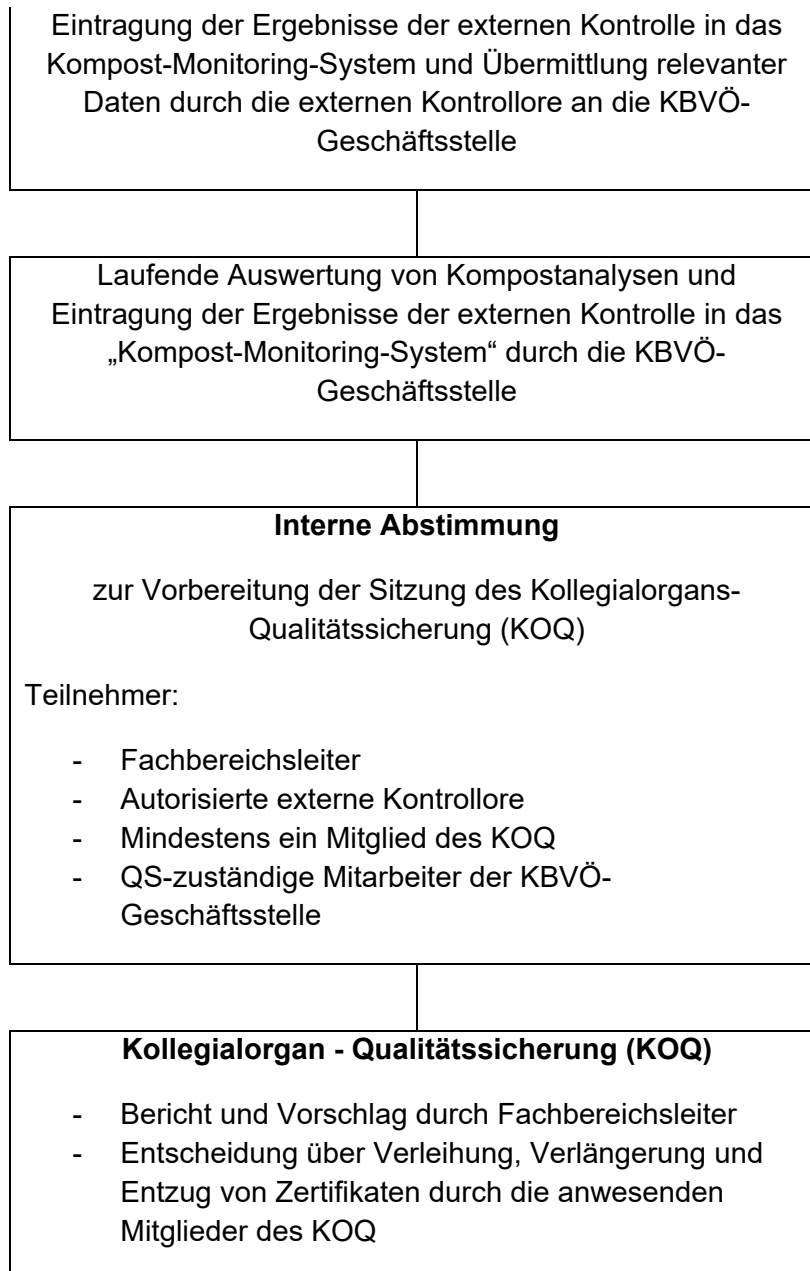 Eintragung der Ergebnisse der externen Kontrolle in das
Kompost-Monitoring-System und Übermittlung relevanter
Daten durch die externen Kontrollore an die KBVÖ-
Geschäftsstelle
Laufende Auswertung von Kompostanalysen und
Eintragung der Ergebnisse der externen Kontrolle in das
„Kompost-Monitoring-System“ durch die KBVÖ-
Geschäftsstelle
Interne Abstimmung
zur Vorbereitung der Sitzung des Kollegialorgans-
Qualitätssicherung (KOQ)
Teilnehmer:
- Fachbereichsleiter
- Autorisierte externe Kontrollore
- Mindestens ein Mitglied des KOQ
- QS-zuständige Mitarbeiter der KBVÖ-
Geschäftsstelle
Kollegialorgan - Qualitätssicherung (KOQ)
- Bericht und Vorschlag durch Fachbereichsleiter
- Entscheidung über Verleihung, Verlängerung und
Entzug von Zertifikaten durch die anwesenden
Mitglieder des KOQ